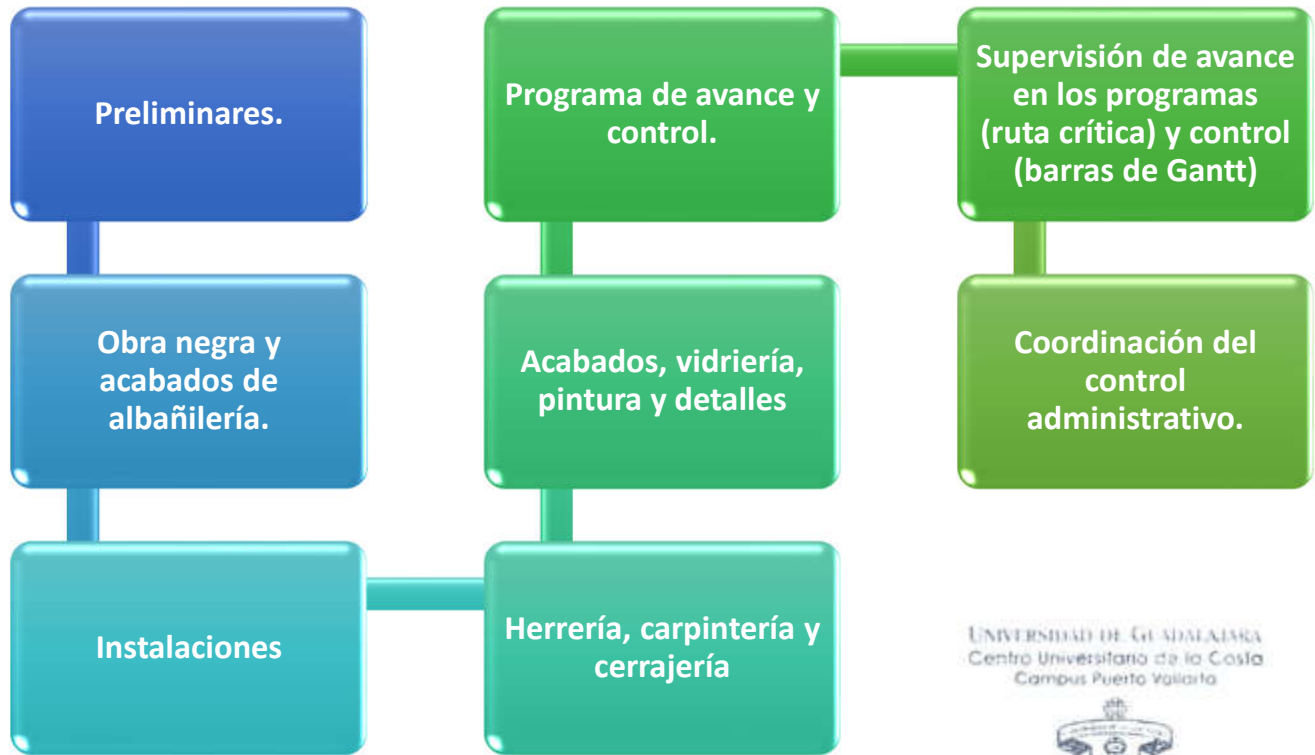 Preliminares.
Obra negra y
acabados de
albañilería.
Instalaciones
Herrería, carpintería y
cerrajería
Acabados, vidriería,
pintura y detalles
Programa de avance y
control.
Supervisión de avance
en los programas
(ruta crítica) y control
(barras de Gantt)
Coordinación del
control
administrativo.
UNIVERSIDAD DE GUADALAJARA
Centro Universitario de la Costa
Campus Puerto Vallarta